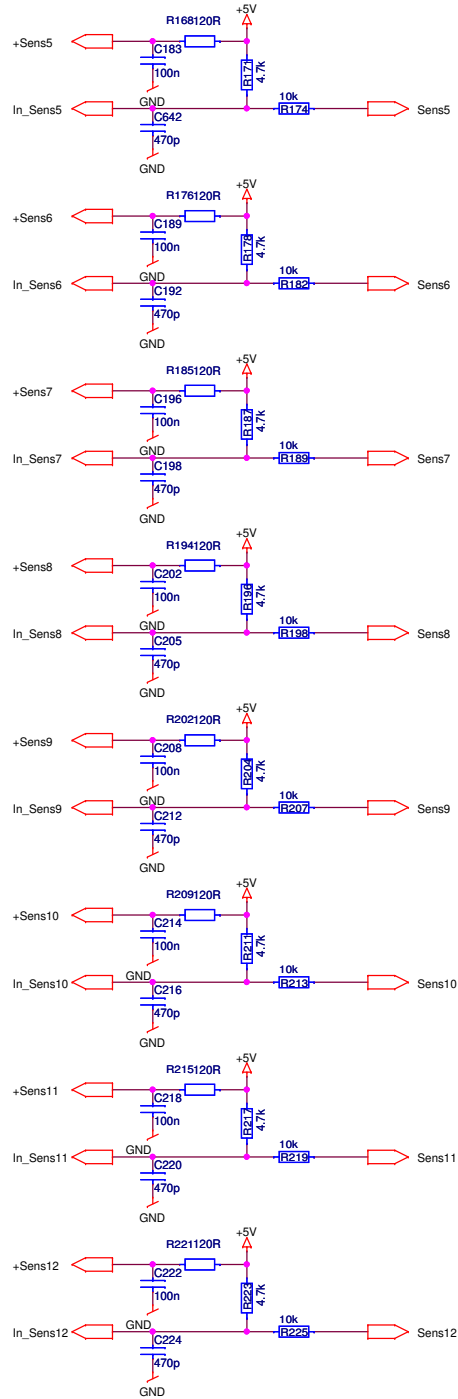 +5V
R168120R
+Sens5
C183
100n
R171
4.7k
GND
10k
In_Sens5
R174
Sens5
C642
470p
GND
+5V
R176120R
+Sens6
C189
100n
R178
4.7k
GND
10k
In_Sens6
R182
Sens6
C192
470p
GND
+5V
R185120R
+Sens7
C196
100n
R187
4.7k
GND
10k
In_Sens7
R189
Sens7
C198
470p
GND
+5V
R194120R
+Sens8
C202
100n
R196
4.7k
GND
10k
In_Sens8
R198
Sens8
C205
470p
GND
+5V
R202120R
+Sens9
C208
100n
R204
4.7k
GND
10k
In_Sens9
R207
Sens9
C212
470p
GND
+5V
R209120R
+Sens10
C214
100n
R211
4.7k
GND
10k
In_Sens10
R213
Sens10
C216
470p
GND
+5V
R215120R
+Sens11
C218
100n
R217
4.7k
GND
10k
In_Sens11
R219
Sens11
C220
470p
GND
+5V
R221120R
+Sens12
C222
100n
R223
4.7k
GND
10k
In_Sens12
R225
Sens12
C224
470p
GND